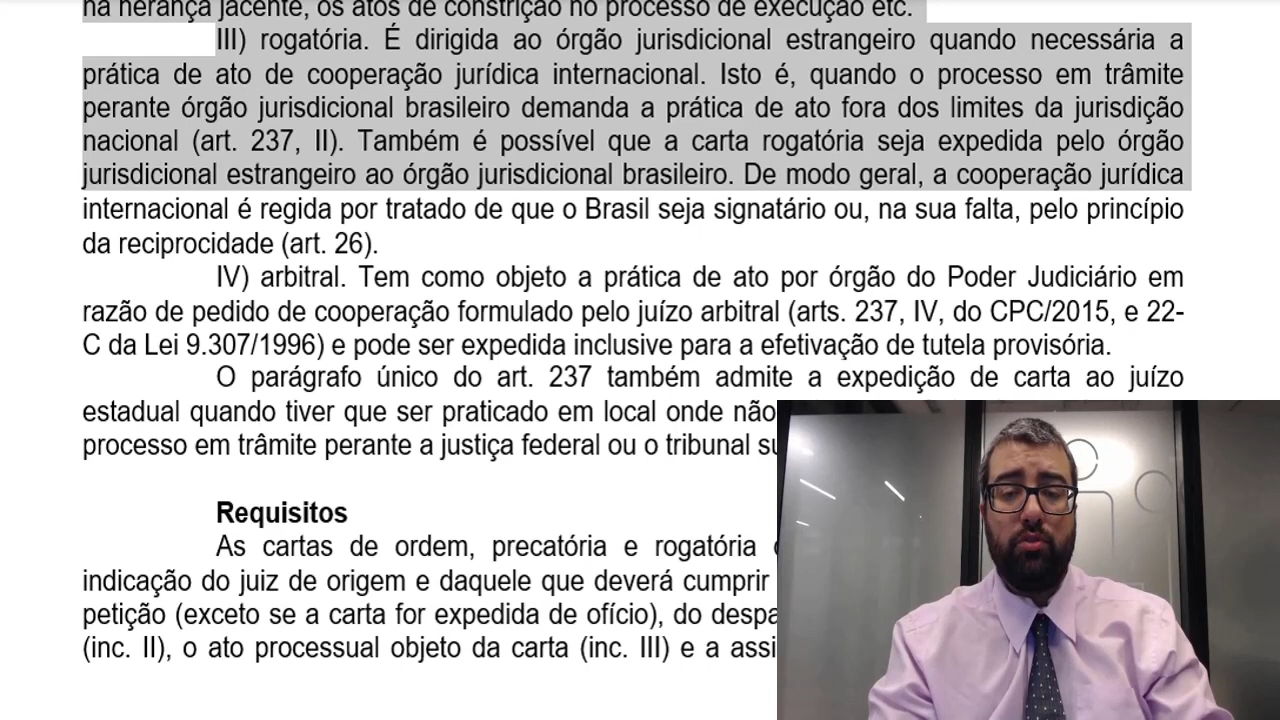 na herança jacente, os atos de constrição no processo de execução etc.
III) rogatória. É dirigida ao órgão jurisdicional estrangeiro quando necessária a
prática de ato de cooperação jurídica internacional. Isto é, quando o processo em trâmite
perante órgão jurisdicional brasileiro demanda a prática de ato fora dos limites da jurisdição
nacional (art. 237, II). Também é possível que a carta rogatória seja expedida pelo órgão
jurisdicional estrangeiro ao órgão jurisdicional brasileiro. De modo geral, a cooperação jurídica
internacional é regida por tratado de que o Brasil seja signatário ou, na sua falta, pelo princípio
da reciprocidade (art. 26).
IV) arbitral. Tem como objeto a prática de ato por órgão do Poder Judiciário em
razão de pedido de cooperação formulado pelo juízo arbitral (arts. 237, IV, do CPC/2015, e 22-
C da Lei 9.307/1996) e pode ser expedida inclusive para a efetivação de tutela provisória.
O parágrafo único do art. 237 também admite a expedição de carta ao juízo
estadual quando tiver que ser praticado em local onde não
processo em trâmite perante a justiça federal ou o tribunal
Requisitos
As cartas de ordem, precatória e rogatória
indicação do juiz de origem e daquele que deverá cumprir
petição (exceto se a carta for expedida de ofício), do
(inc. II), o ato processual objeto da carta (inc. III) e a